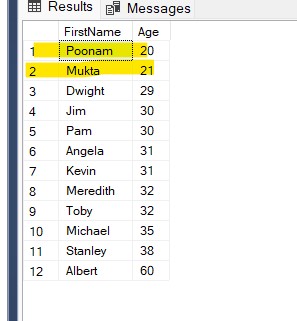 Results Messages
FirstName Age
1 Poonam 20
2 Mukta 21
3 Dwight 29
4 Jim 30
5 Pam 30
6 Angela 31
7 Kevin 31
8 Meredith 32
9 Toby 32
10 Michael 35
11 Stanley 38
12 Albert 60